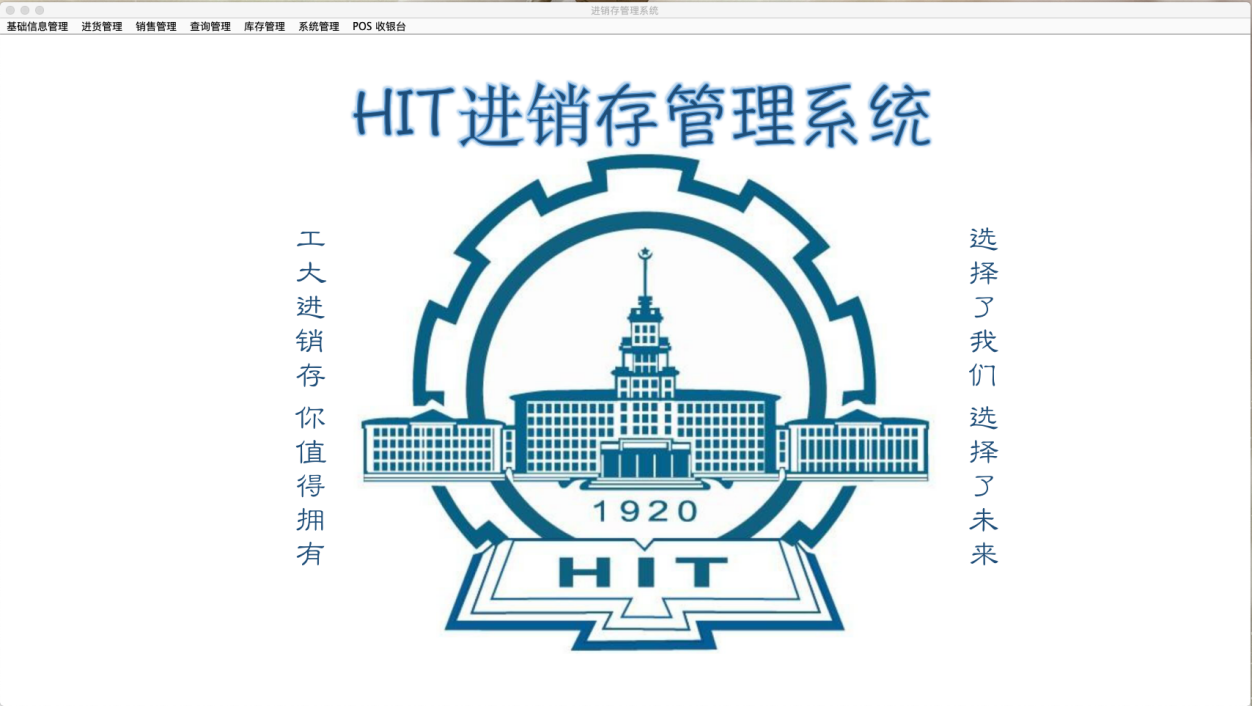 进销存管理系统
基础信息管理 进货管理 销售管理 查询管理 库存管理 系统管理 POS 收银台
HIT进销存管理系统
工大进销存 你值得拥有
选择了我们 选择了未来
1920
HIT